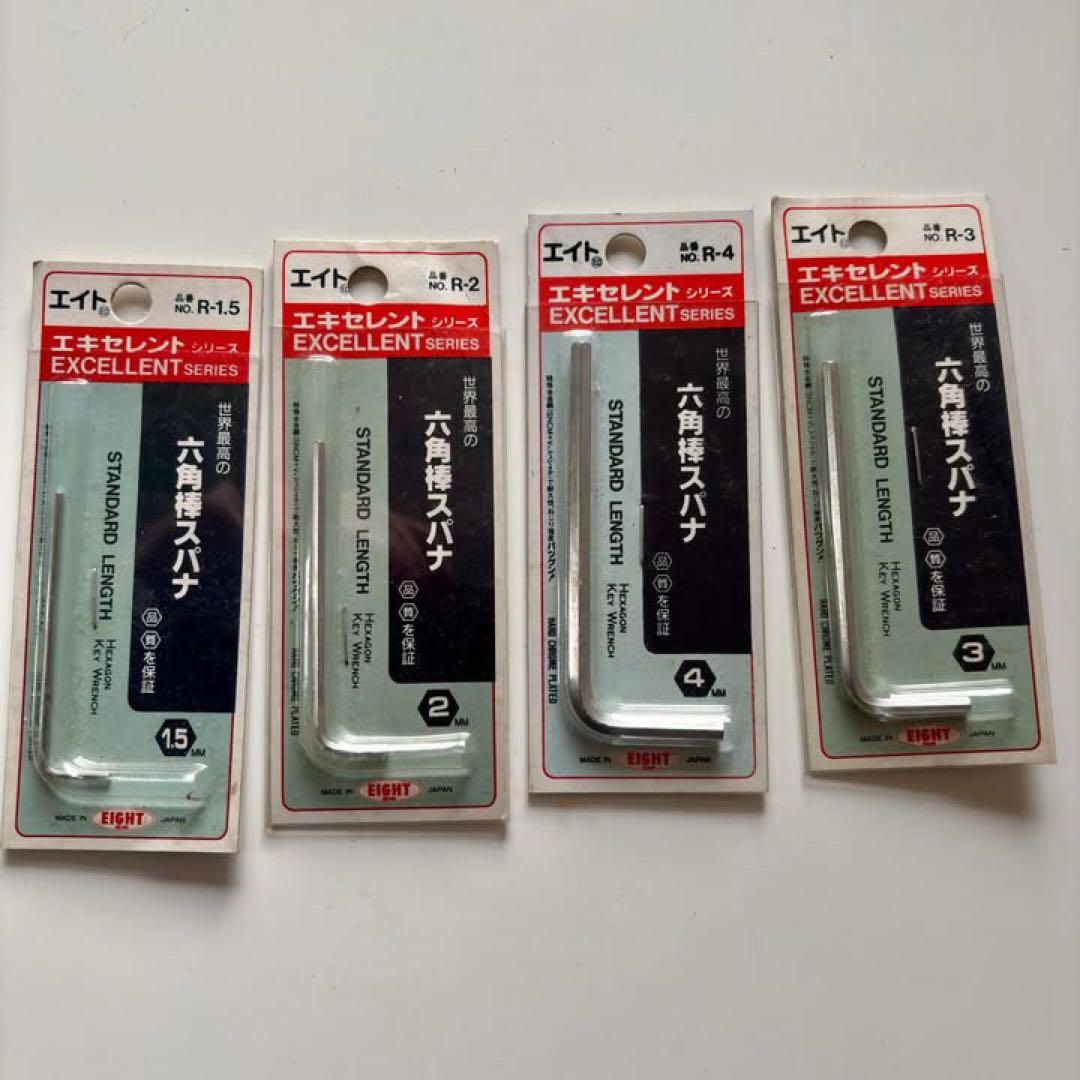 エイト
品番
NO. R-1.5
エキセレント シリーズ
EXCELLENT SERIES
世界最高の
六角棒スパナ
品質を保証
STANDARD LENGTH
HEXAGON
KEY WRENCH
1.5 MM
MADE IN EIGHT JAPAN
エイト
品番
NO. R-2
エキセレント シリーズ
EXCELLENT SERIES
世界最高の
六角棒スパナ
品質を保証
STANDARD LENGTH
HEXAGON
KEY WRENCH
HARD CHROME PLATED
2 MM
MADE IN EIGHT JAPAN
エイト
品番
NO. R-4
エキセレント シリーズ
EXCELLENT SERIES
世界最高の
六角棒スパナ
品質を保証
STANDARD LENGTH
HEXAGON
KEY WRENCH
HARD CHROME PLATED
4 MM
MADE IN EIGHT JAPAN
エイト
品番
NO. R-3
エキセレント シリーズ
EXCELLENT SERIES
世界最高の
六角棒スパナ
品質を保証
STANDARD LENGTH
HEXAGON
KEY WRENCH
HARD CHROME PLATED
3 MM
MADE IN EIGHT JAPAN